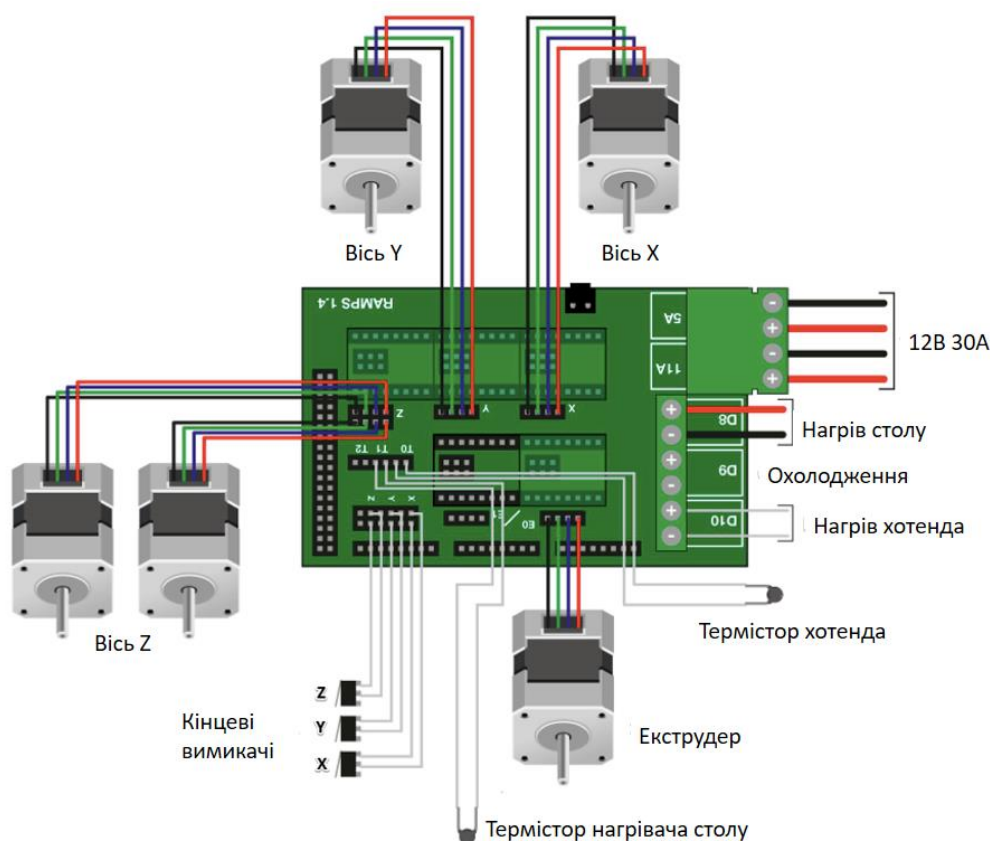 Вісь Y
Вісь X
RAMPS 1.4
5A
11A
-
+
-
+
12В 30А
Z
Y
X
+
-
D8
Нагрів столу
+
-
D9
Охолодження
+
-
D10
Нагрів хотенда
T2
T1
T0
Z
Y
X
E1
E0
Вісь Z
Термістор хотенда
Кінцеві
вимикачі
Z
Y
X
Екструдер
Термістор нагрівача столу